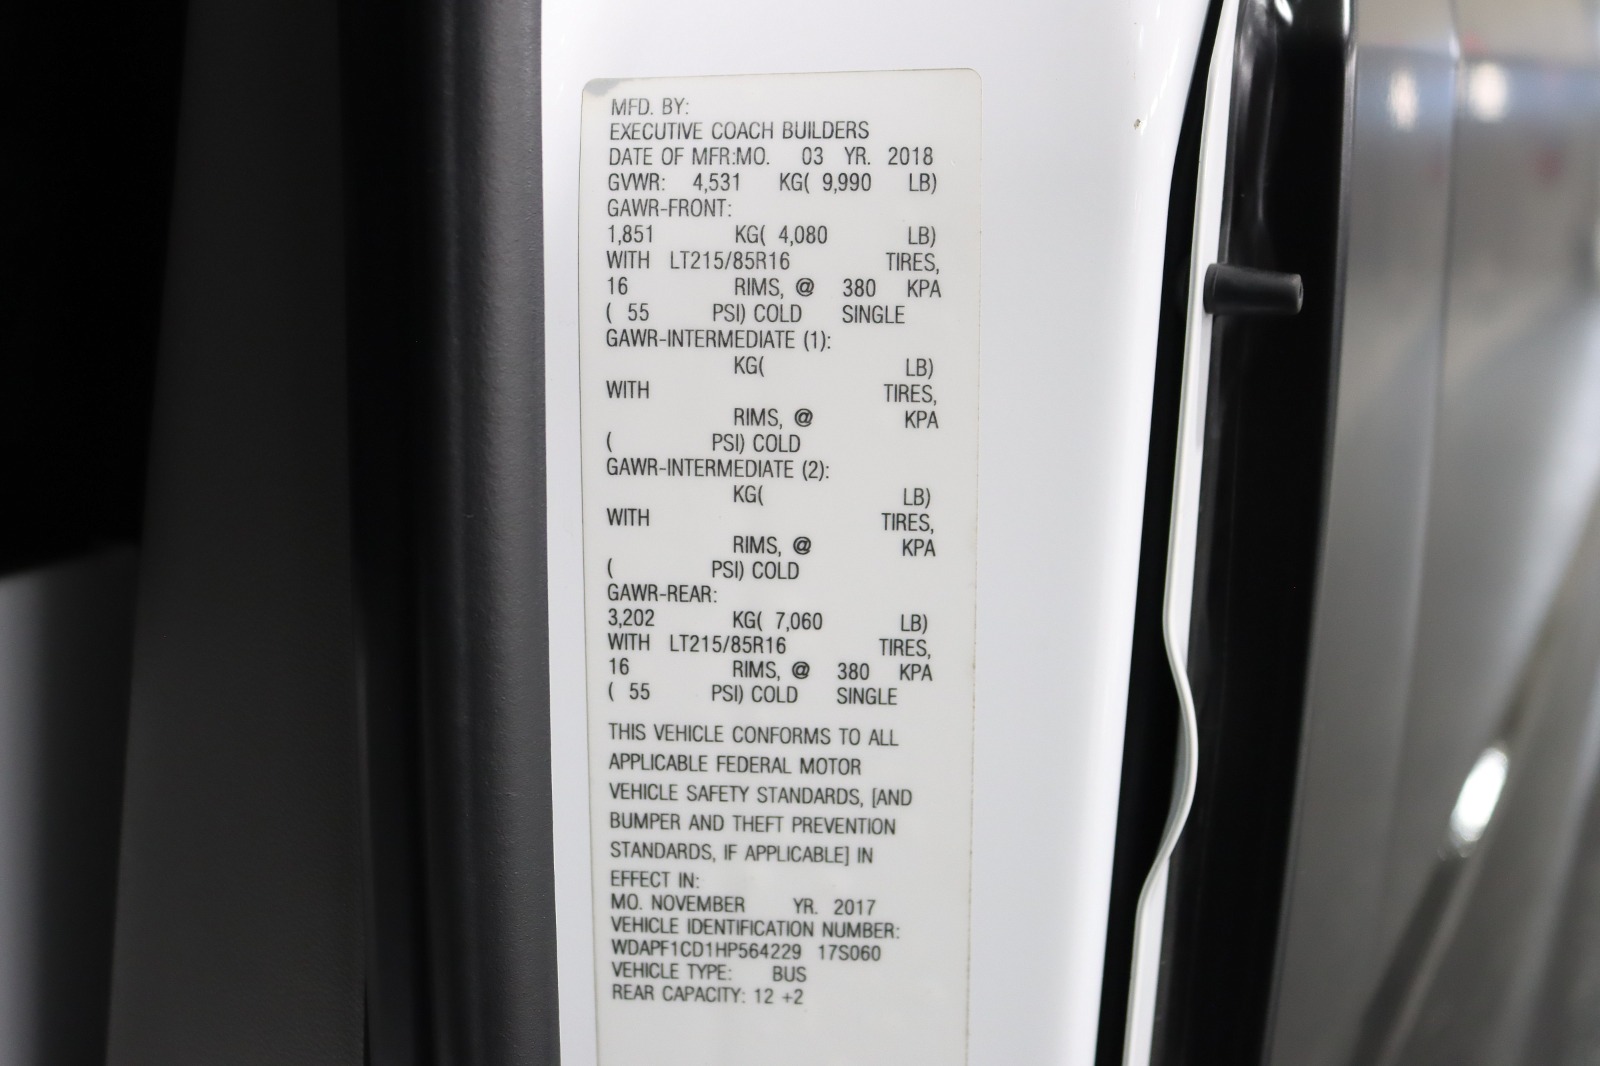 MFD. BY:
EXECUTIVE COACH BUILDERS
DATE OF MFR:MO. 03 YR. 2018
GVWR: 4,531 KG( 9,990 LB)
GAWR-FRONT:
1,851 KG( 4,080 LB)
WITH LT215/85R16 TIRES,
16 RIMS, @ 380 KPA
( 55 PSI) COLD SINGLE
GAWR-INTERMEDIATE (1):
KG( LB)
WITH TIRES,
RIMS, @ KPA
( PSI) COLD
GAWR-INTERMEDIATE (2):
KG( LB)
WITH TIRES,
RIMS, @ KPA
( PSI) COLD
GAWR-REAR:
3,202 KG( 7,060 LB)
WITH LT215/85R16 TIRES,
16 RIMS, @ 380 KPA
( 55 PSI) COLD SINGLE
THIS VEHICLE CONFORMS TO ALL
APPLICABLE FEDERAL MOTOR
VEHICLE SAFETY STANDARDS, [AND
BUMPER AND THEFT PREVENTION
STANDARDS, IF APPLICABLE] IN
EFFECT IN:
MO. NOVEMBER YR. 2017
VEHICLE IDENTIFICATION NUMBER:
WDAPF1CD1HP564229 17S060
VEHICLE TYPE: BUS
REAR CAPACITY: 12 +2